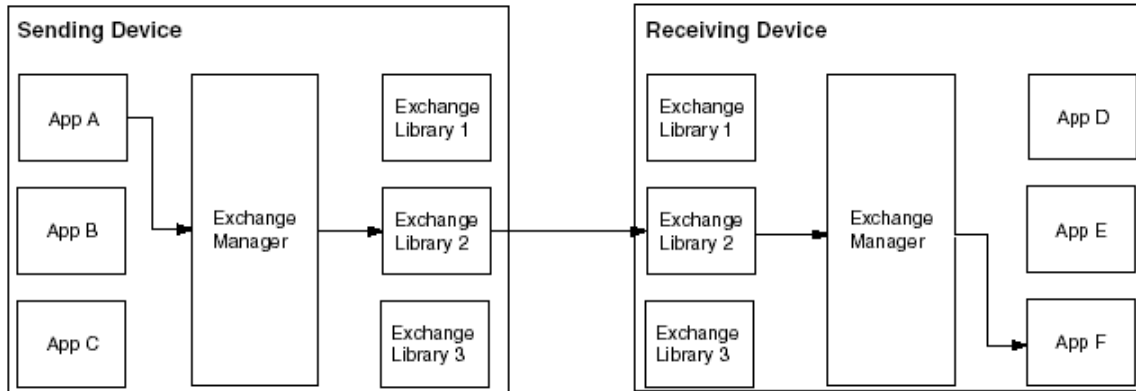 Sending Device
App A
App B
App C
Exchange
Manager
Exchange
Library 1
Exchange
Library 2
Exchange
Library 3
Receiving Device
Exchange
Library 1
Exchange
Library 2
Exchange
Library 3
Exchange
Manager
App D
App E
App F